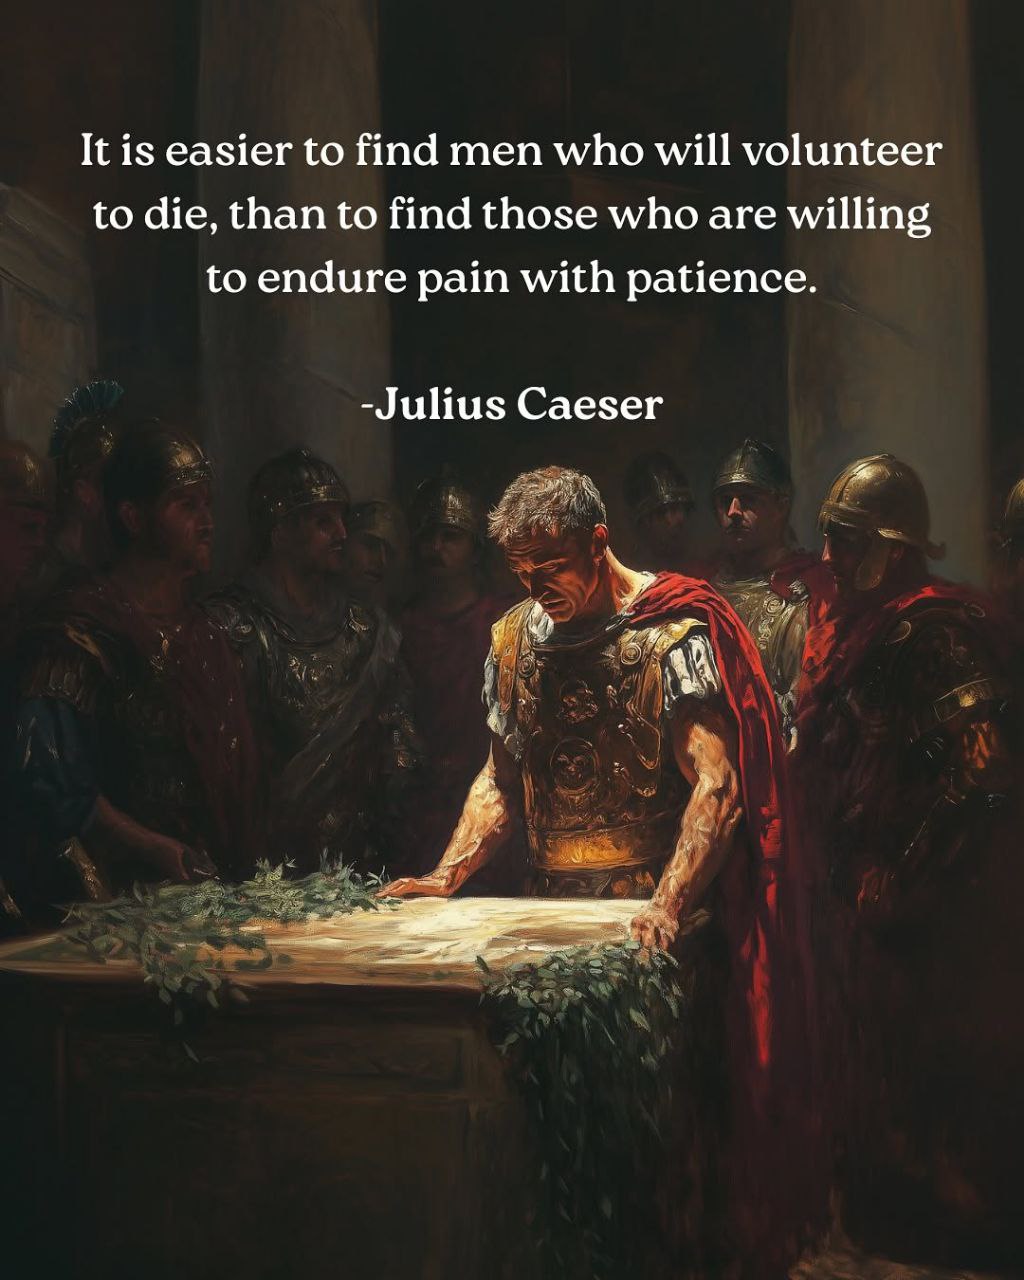 It is easier to find men who will volunteer
to die, than to find those who are willing
to endure pain with patience.
-Julius Caeser